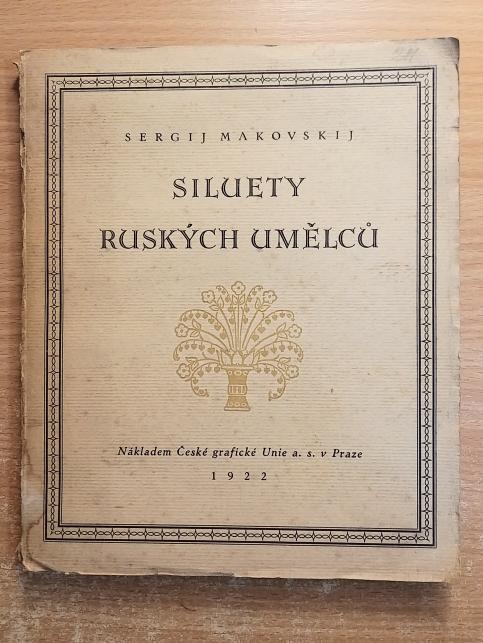 SERGIJ MAKOVSKIJ
SILUETY
RUSKÝCH UMĚLCŮ
Nákladem České grafické Unie a. s. v Praze
1922